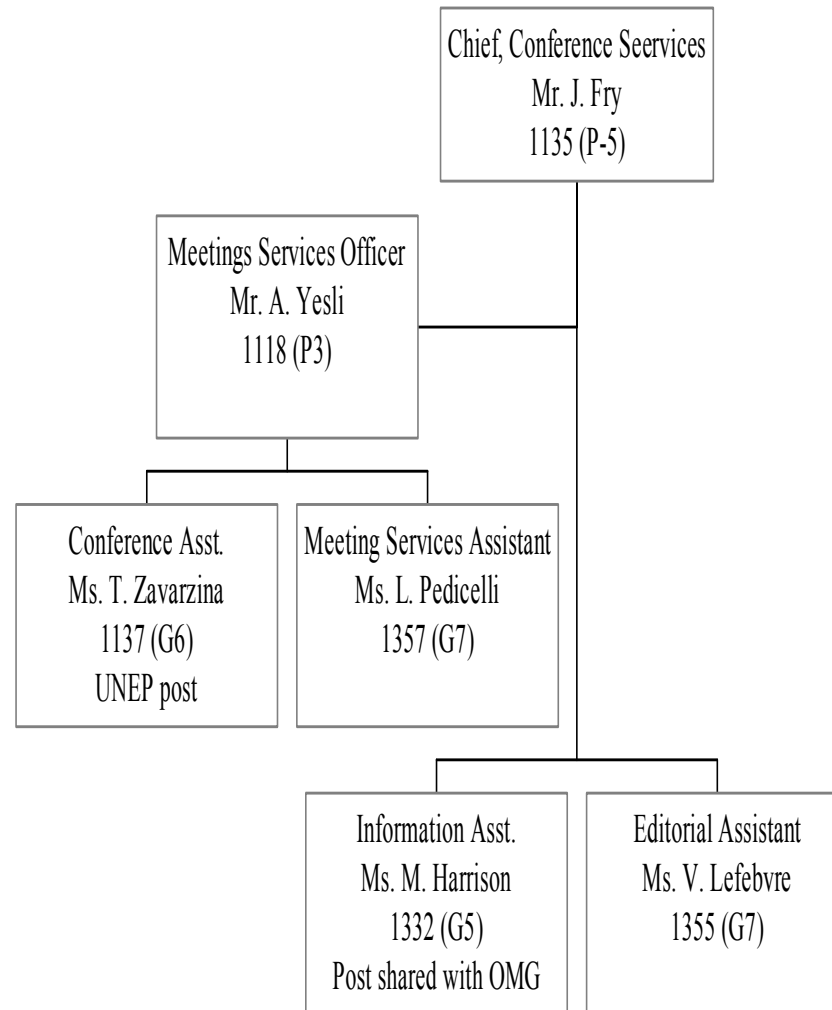 Chief, Conference Seervices
Mr. J. Fry
1135 (P-5)
Meetings Services Officer
Mr. A. Yesli
1118 (P3)
Conference Asst.
Ms. T. Zavarzina
1137 (G6)
UNEP post
Meeting Services Assistant
Ms. L. Pedicelli
1357 (G7)
Information Asst.
Ms. M. Harrison
1332 (G5)
Post shared with OMG
Editorial Assistant
Ms. V. Lefebvre
1355 (G7)